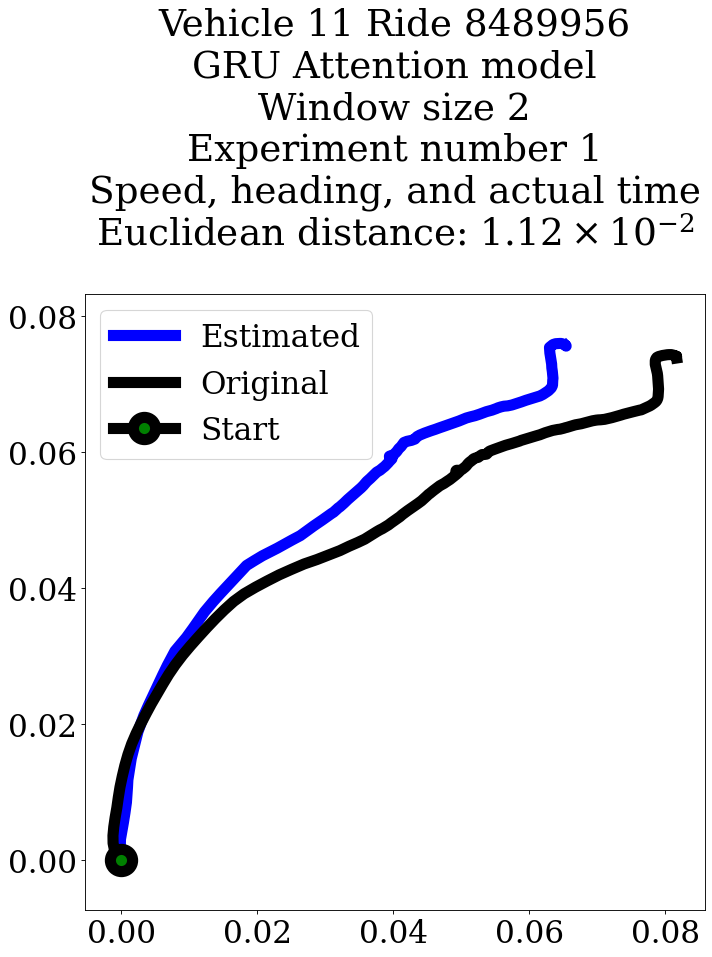 Vehicle 11 Ride 8489956
GRU Attention model
Window size 2
Experiment number 1
Speed, heading, and actual time
Euclidean distance: 1.12 × 10⁻²
Estimated
Original
Start
0.08
0.06
0.04
0.02
0.00
0.00 0.02 0.04 0.06 0.08